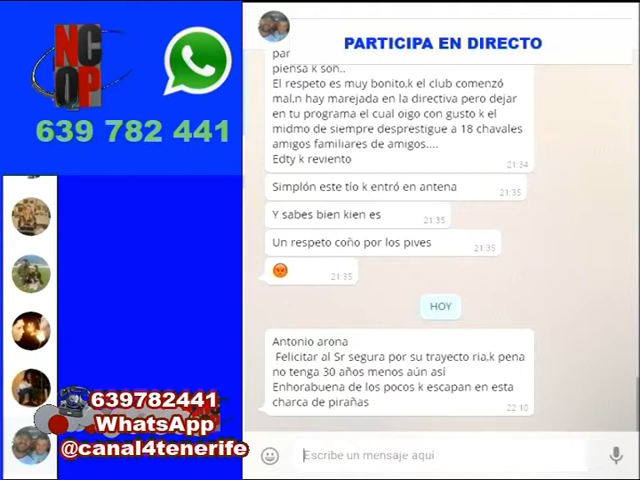 NC
OP
639 782 441
PARTICIPA EN DIRECTO
piensa k son..
El respeto es muy bonito,k el club comenzó
mal,n hay marejada en la directiva pero dejar
en tu programa el cual oigo con gusto k el
midmo de siempre desprestigue a 18 chavales
amigos familiares de amigos....
Edty k reviento
21:34
Simplón este tío k entró en antena
21:35
Y sabes bien kien es
21:35
Un respeto coño por los pives
21:35
21:35
HOY
Antonio arona
Felicitar al Sr segura por su trayecto ria,k pena
no tenga 30 años menos aún así
Enhorabuena de los pocos k escapan en esta
charca de pirañas
22:10
639782441
WhatsApp
@canal4tenerife
Escribe un mensaje aquí